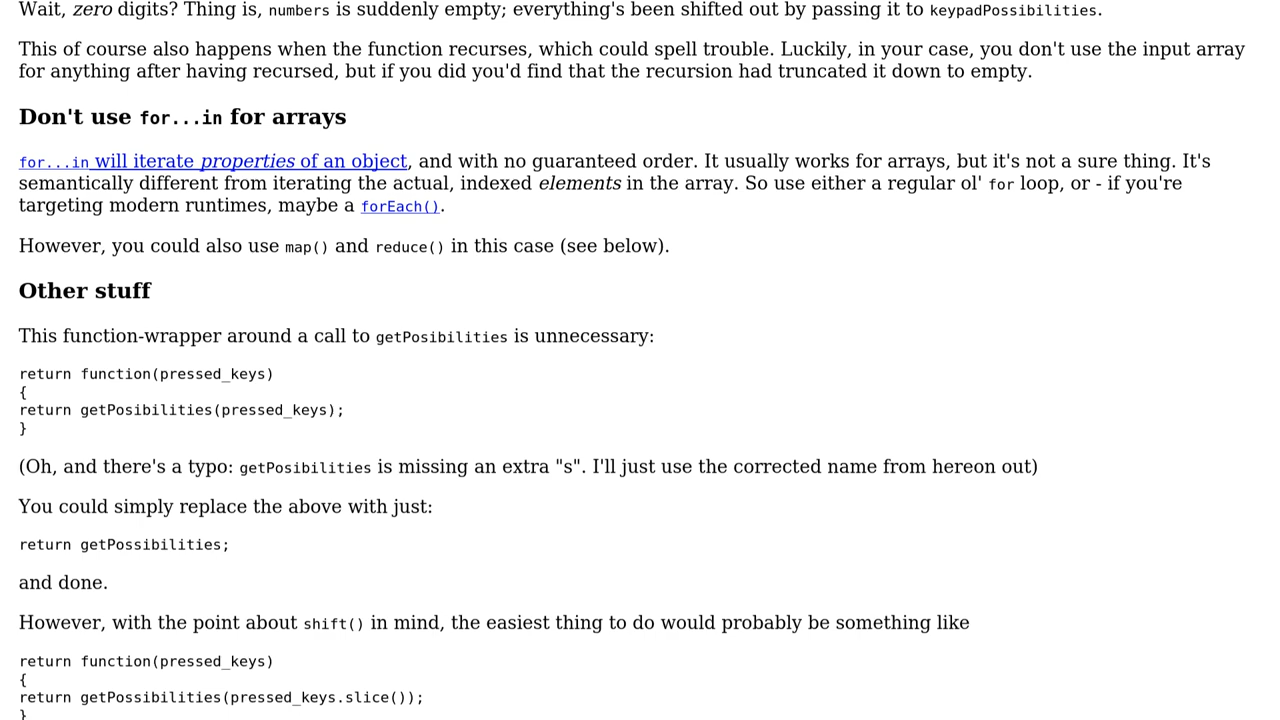 Wait, zero digits? Thing is, numbers is suddenly empty; everything's been shifted out by passing it to keypadPossibilities.
This of course also happens when the function recurses, which could spell trouble. Luckily, in your case, you don't use the input array
for anything after having recursed, but if you did you'd find that the recursion had truncated it down to empty.
Don't use for...in for arrays
for...in will iterate properties of an object, and with no guaranteed order. It usually works for arrays, but it's not a sure thing. It's
semantically different from iterating the actual, indexed elements in the array. So use either a regular ol' for loop, or - if you're
targeting modern runtimes, maybe a forEach().
However, you could also use map() and reduce() in this case (see below).
Other stuff
This function-wrapper around a call to getPosibilities is unnecessary:
return function(pressed_keys)
{
return getPosibilities(pressed_keys);
}
(Oh, and there's a typo: getPosibilities is missing an extra "s". I'll just use the corrected name from hereon out)
You could simply replace the above with just:
return getPossibilities;
and done.
However, with the point about shift() in mind, the easiest thing to do would probably be something like
return function(pressed_keys)
{
return getPossibilities(pressed_keys.slice());
}